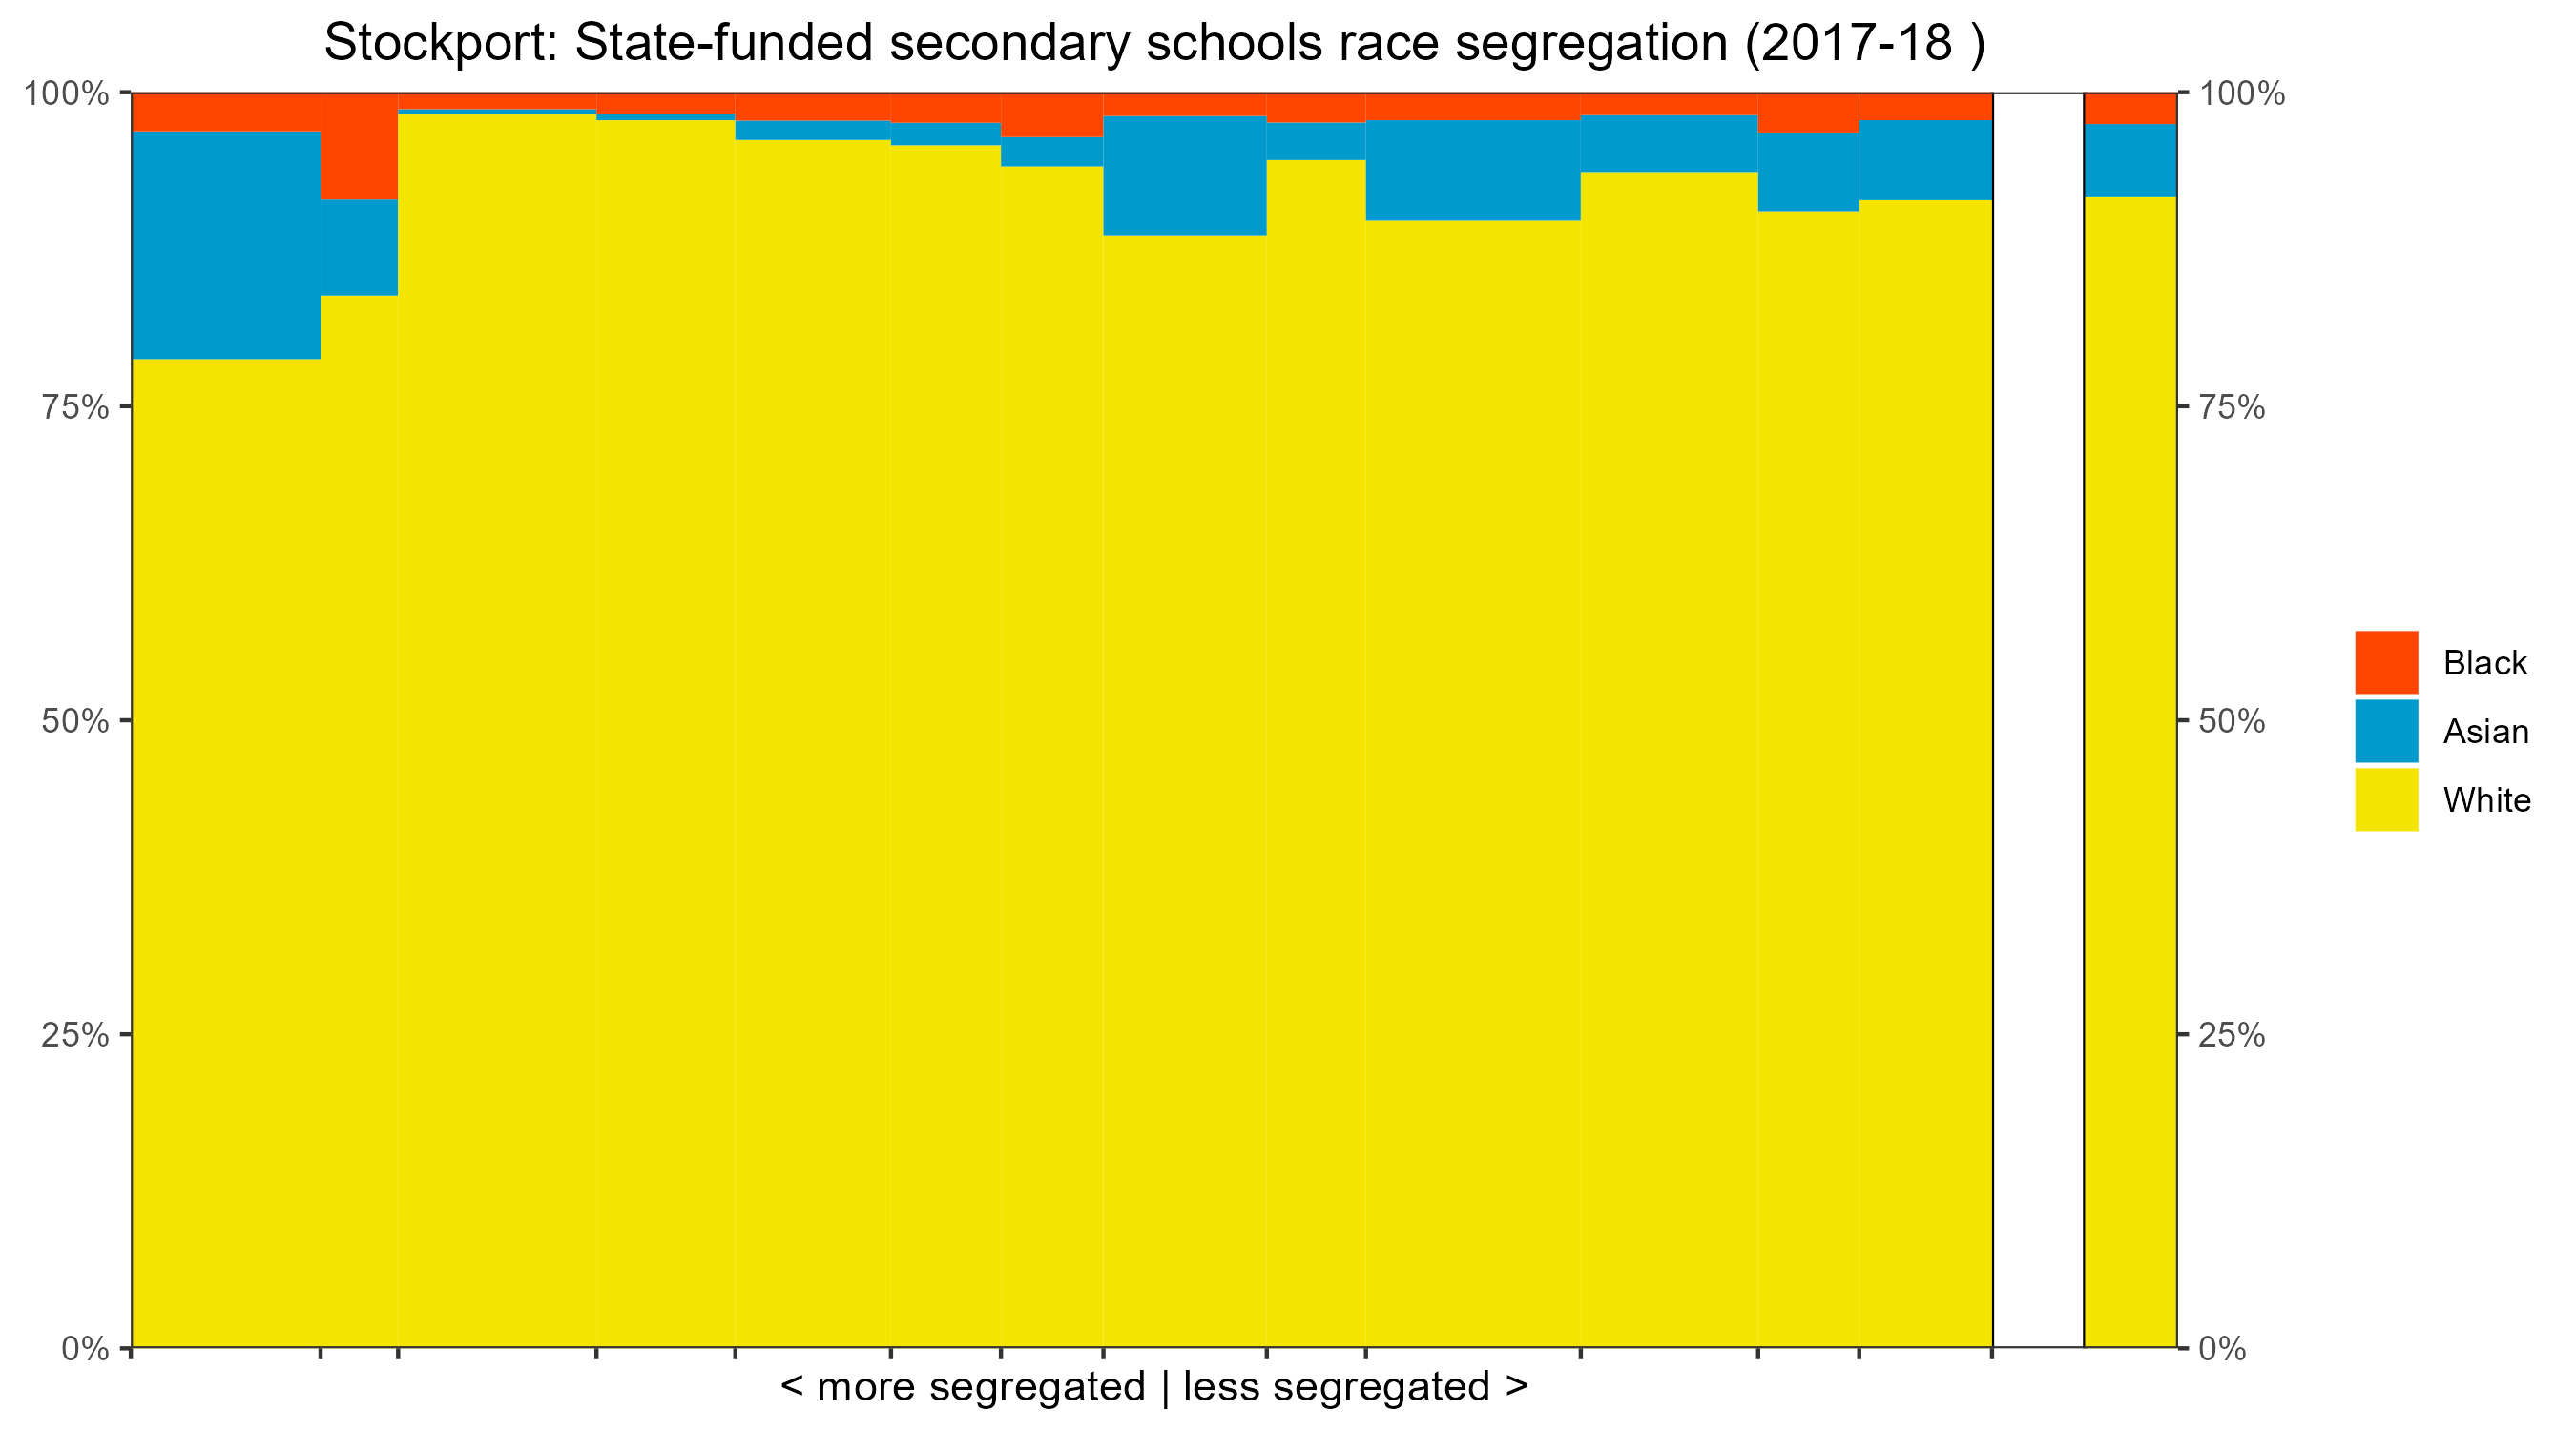 Stockport: State-funded secondary schools race segregation (2017-18 )
100%
75%
50%
25%
0%
100%
75%
50%
25%
0%
Black
Asian
White
< more segregated | less segregated >